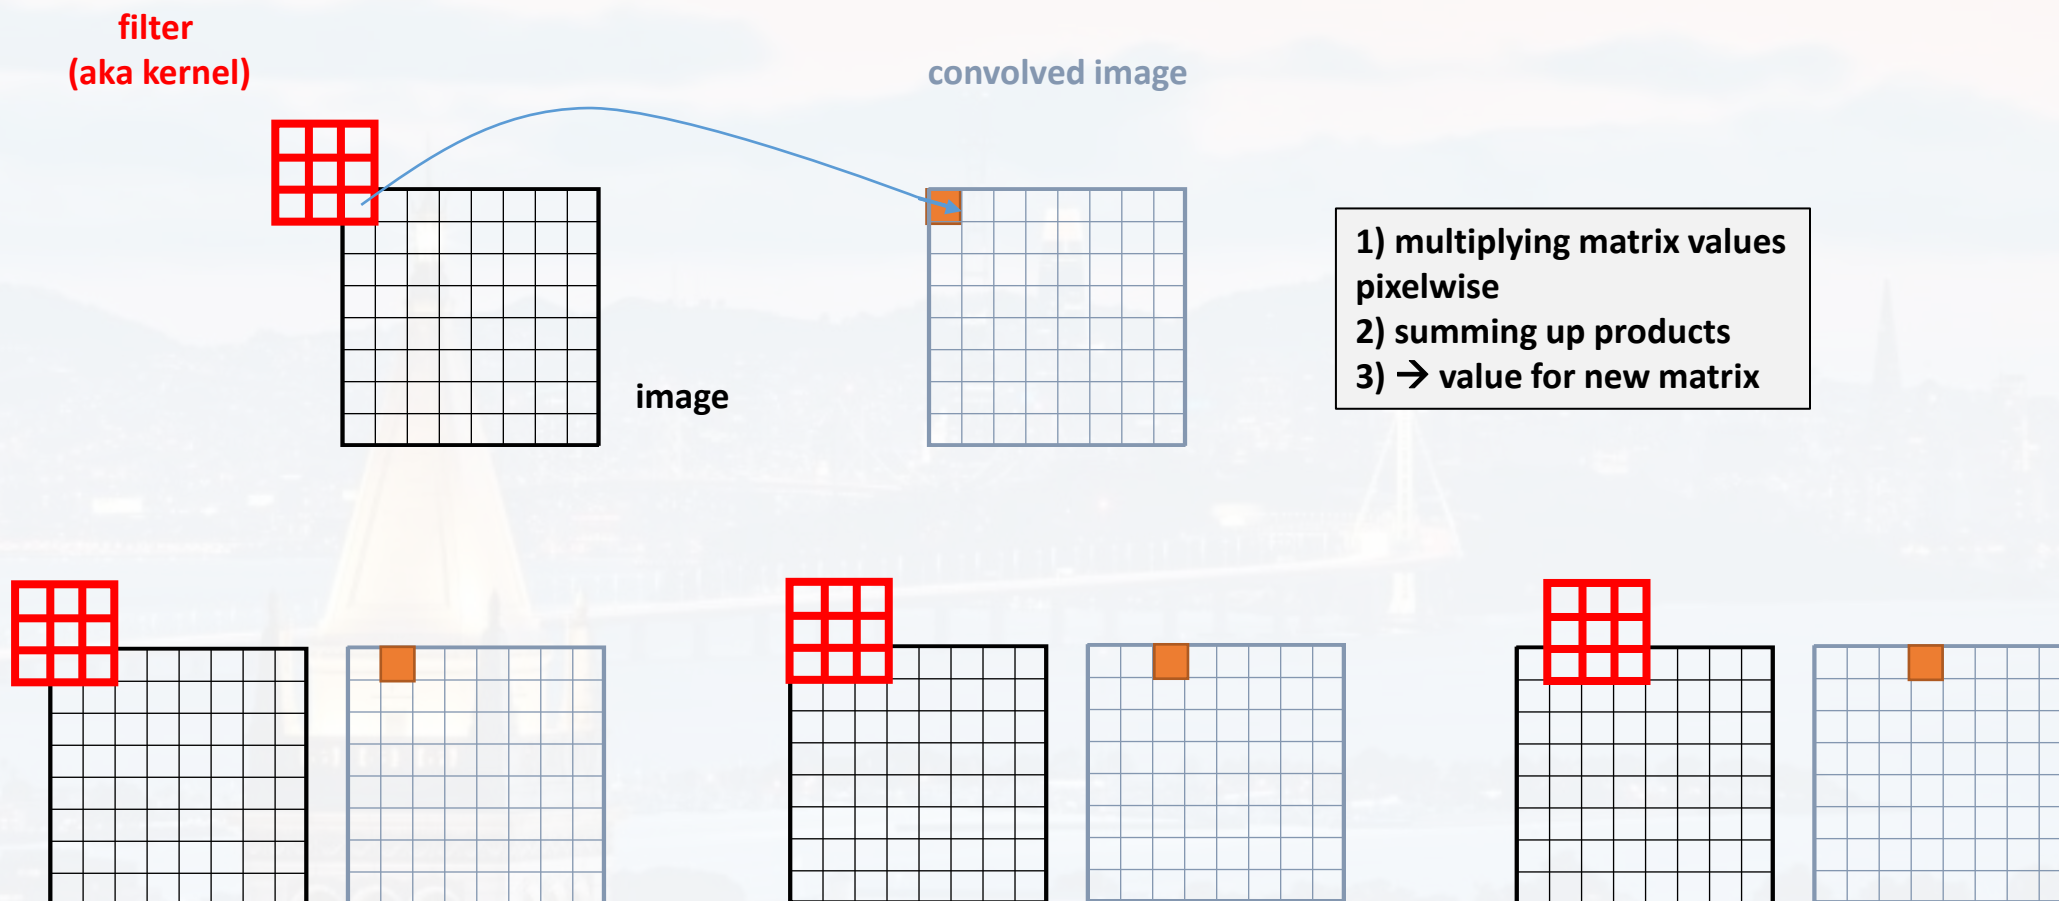 filter
(aka kernel)
convolved image
image
1) multiplying matrix values
pixelwise
2) summing up products
3) → value for new matrix